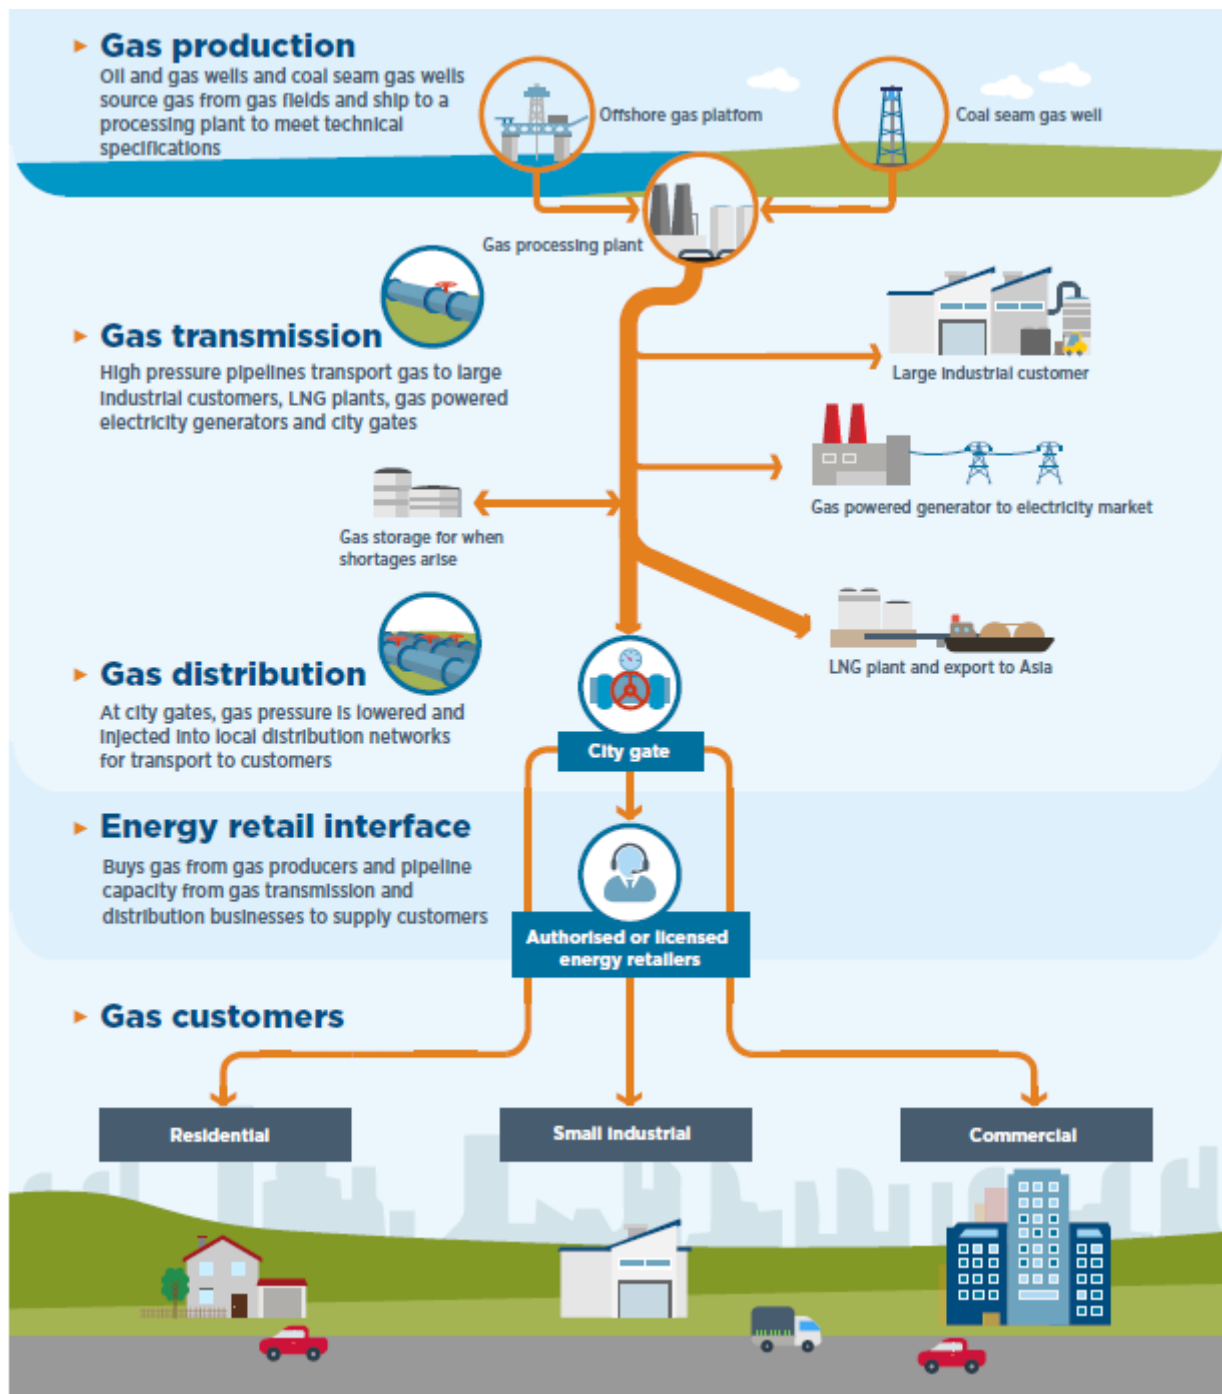 Gas production
Oil and gas wells and coal seam gas wells
source gas from gas fields and ship to a
processing plant to meet technical
specifications
Offshore gas platfom
Coal seam gas well
Gas processing plant
Gas transmission
High pressure pipelines transport gas to large
industrial customers, LNG plants, gas powered
electricity generators and city gates
Large industrial customer
Gas powered generator to electricity market
Gas storage for when
shortages arise
LNG plant and export to Asia
Gas distribution
At city gates, gas pressure is lowered and
injected into local distribution networks
for transport to customers
City gate
Energy retail interface
Buys gas from gas producers and pipeline
capacity from gas transmission and
distribution businesses to supply customers
Authorised or licensed
energy retailers
Gas customers
Residential
Small industrial
Commercial